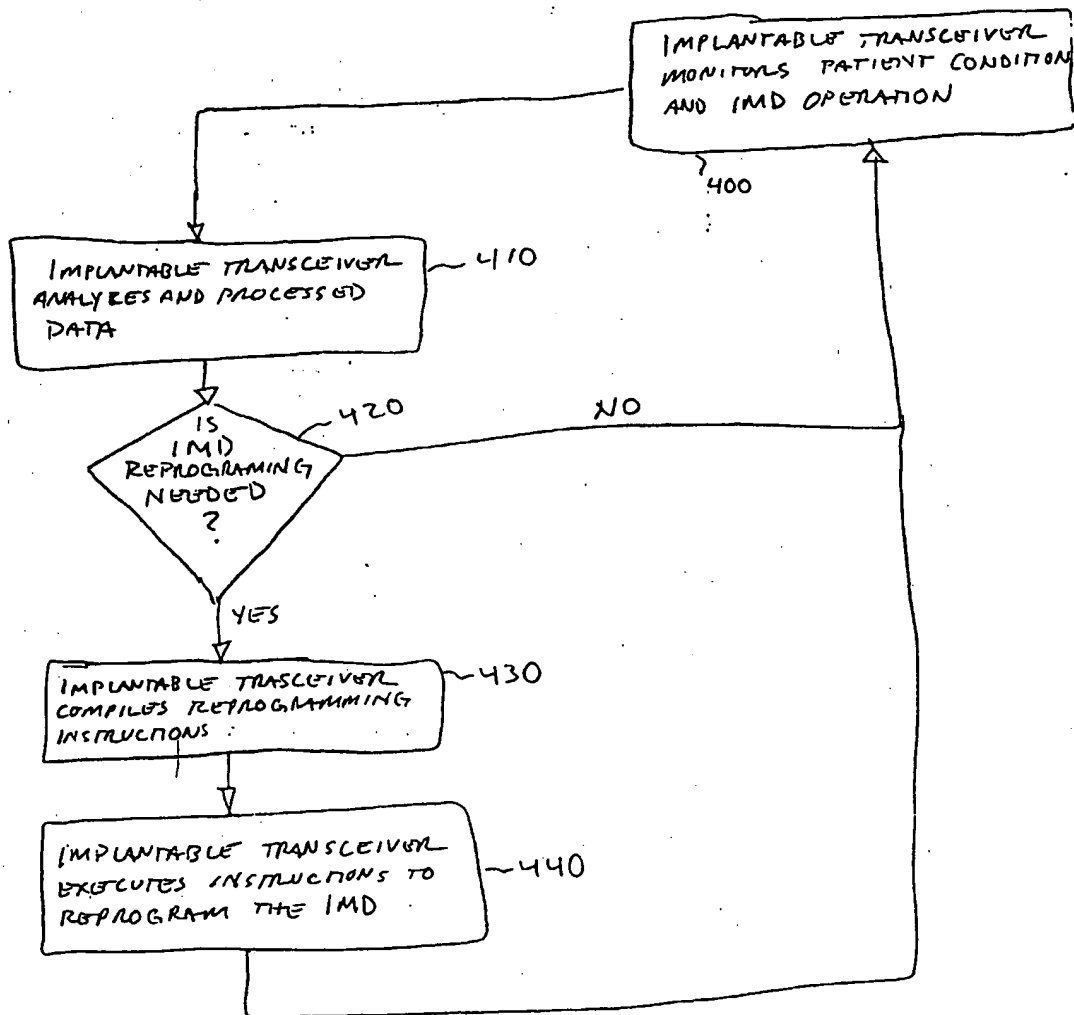 IMPLANTABLE TRANSCEIVER
MONITORS PATIENT CONDITION
AND IMD OPERATION
400
IMPLANTABLE TRANSCEIVER
ANALYZES AND PROCESSED
DATA
410
IS
IMD
REPROGRAMING
NEEDED
?
420
NO
YES
IMPLANTABLE TRASCEIVER
COMPILES REPROGRAMMING
INSTRUCTIONS
430
IMPLANTABLE TRANSCEIVER
EXECUTES INSTRUCTIONS TO
REPROGRAM THE IMD
440